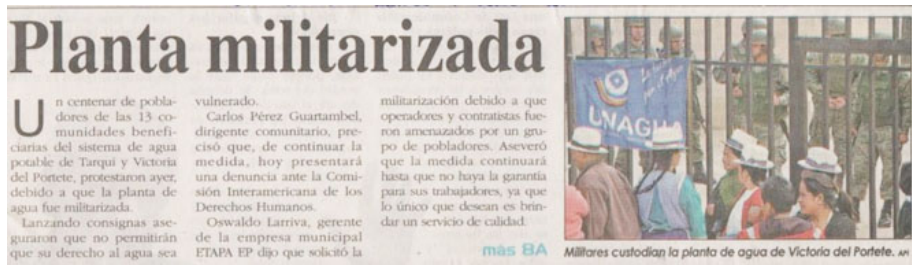 Planta militarizada
Un centenar de pobla-
dores de las 13 co-
munidades benefi-
ciarias del sistema de agua
potable de Tarqui y Victoria
del Portete, protestaron ayer,
debido a que la planta de
agua fue militarizada.
Lanzando consignas ase-
guraron que no permitirán
que su derecho al agua sea
vulnerado.
Carlos Pérez Guartambel,
dirigente comunitario, pre-
cisó que, de continuar la
medida, hoy presentará
una denuncia ante la Comi-
sión Interamericana de los
Derechos Humanos.
Oswaldo Larriva, gerente
de la empresa municipal
ETAPA EP dijo que solicitó la
militarización debido a que
operadores y contratistas fue-
ron amenazados por un gru-
po de pobladores. Aseveró
que la medida continuará
hasta que no haya la garantía
para sus trabajadores, ya que
lo único que desean es brin-
dar un servicio de calidad.
más 8A
UNAGUA
Militares custodian la planta de agua de Victoria del Portete. API